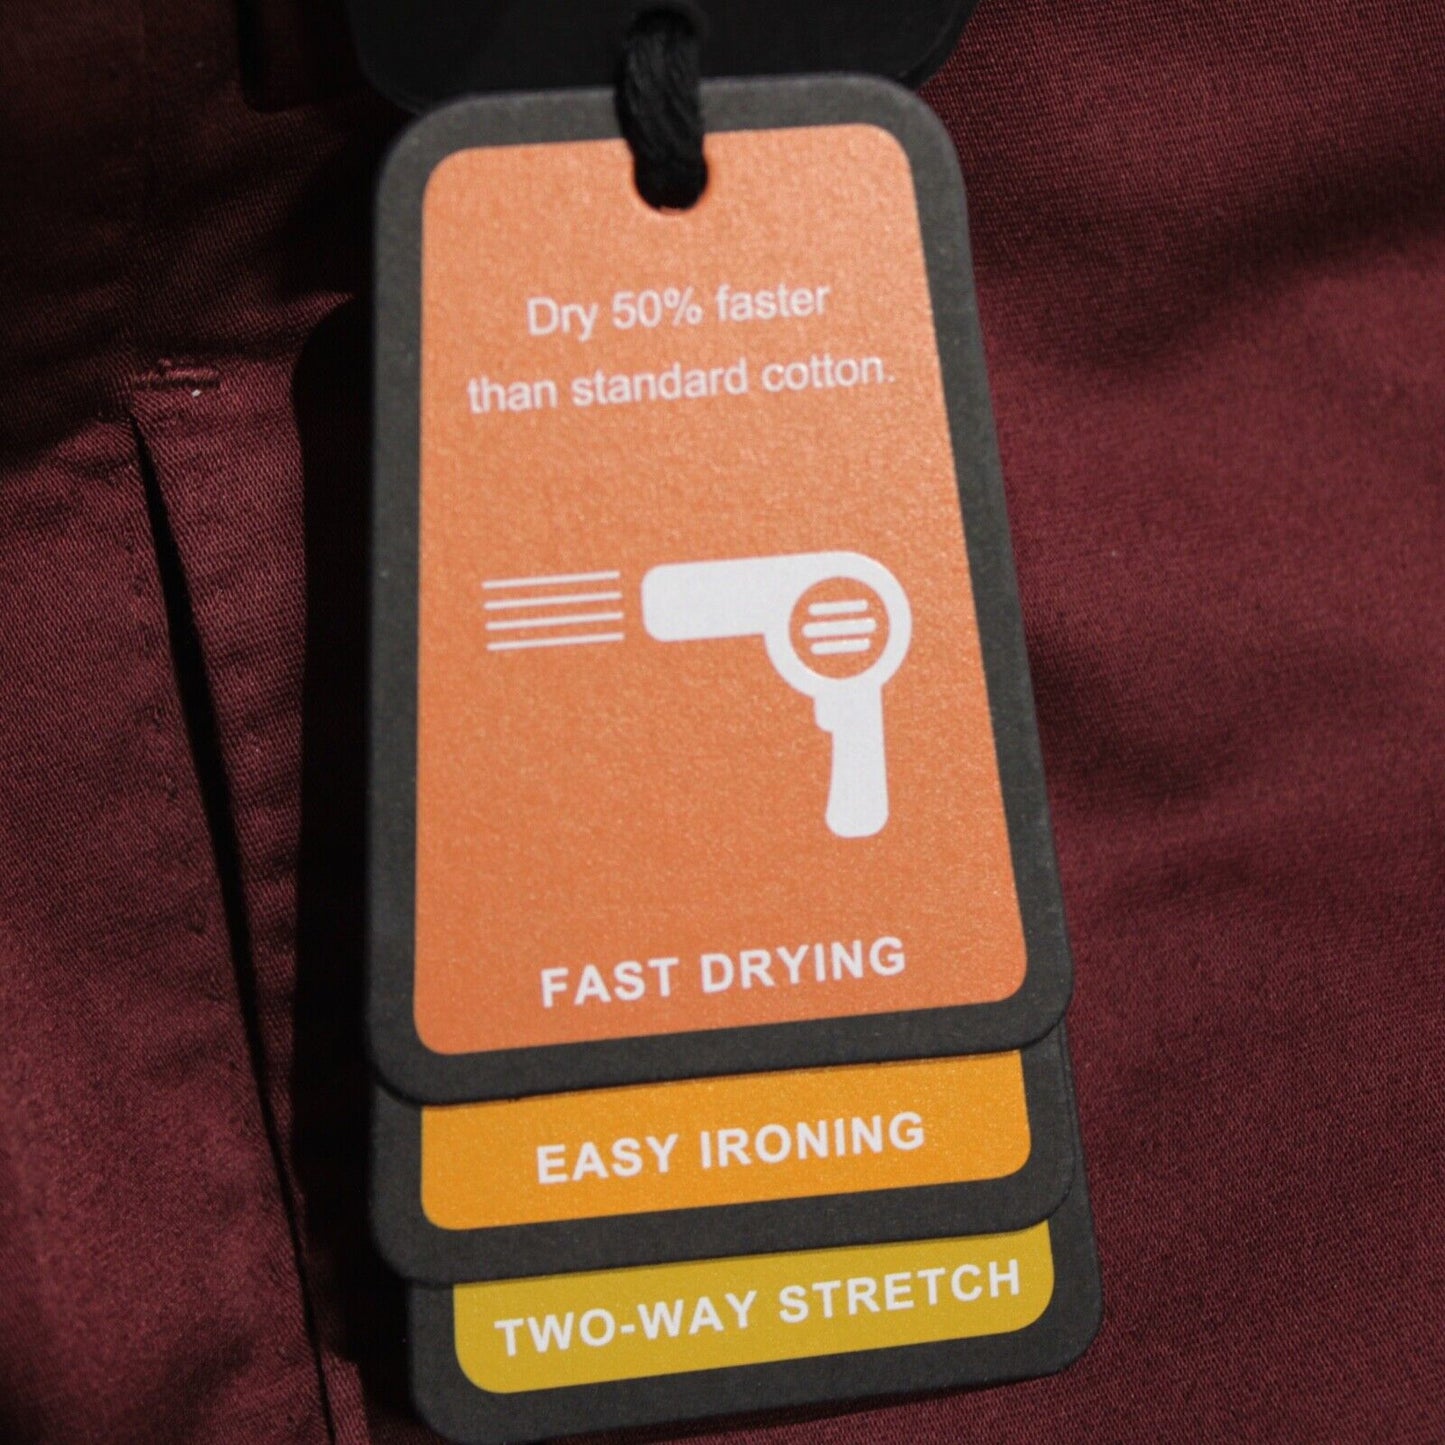 Dry 50% faster
than standard cotton.
FAST DRYING
EASY IRONING
TWO-WAY STRETCH